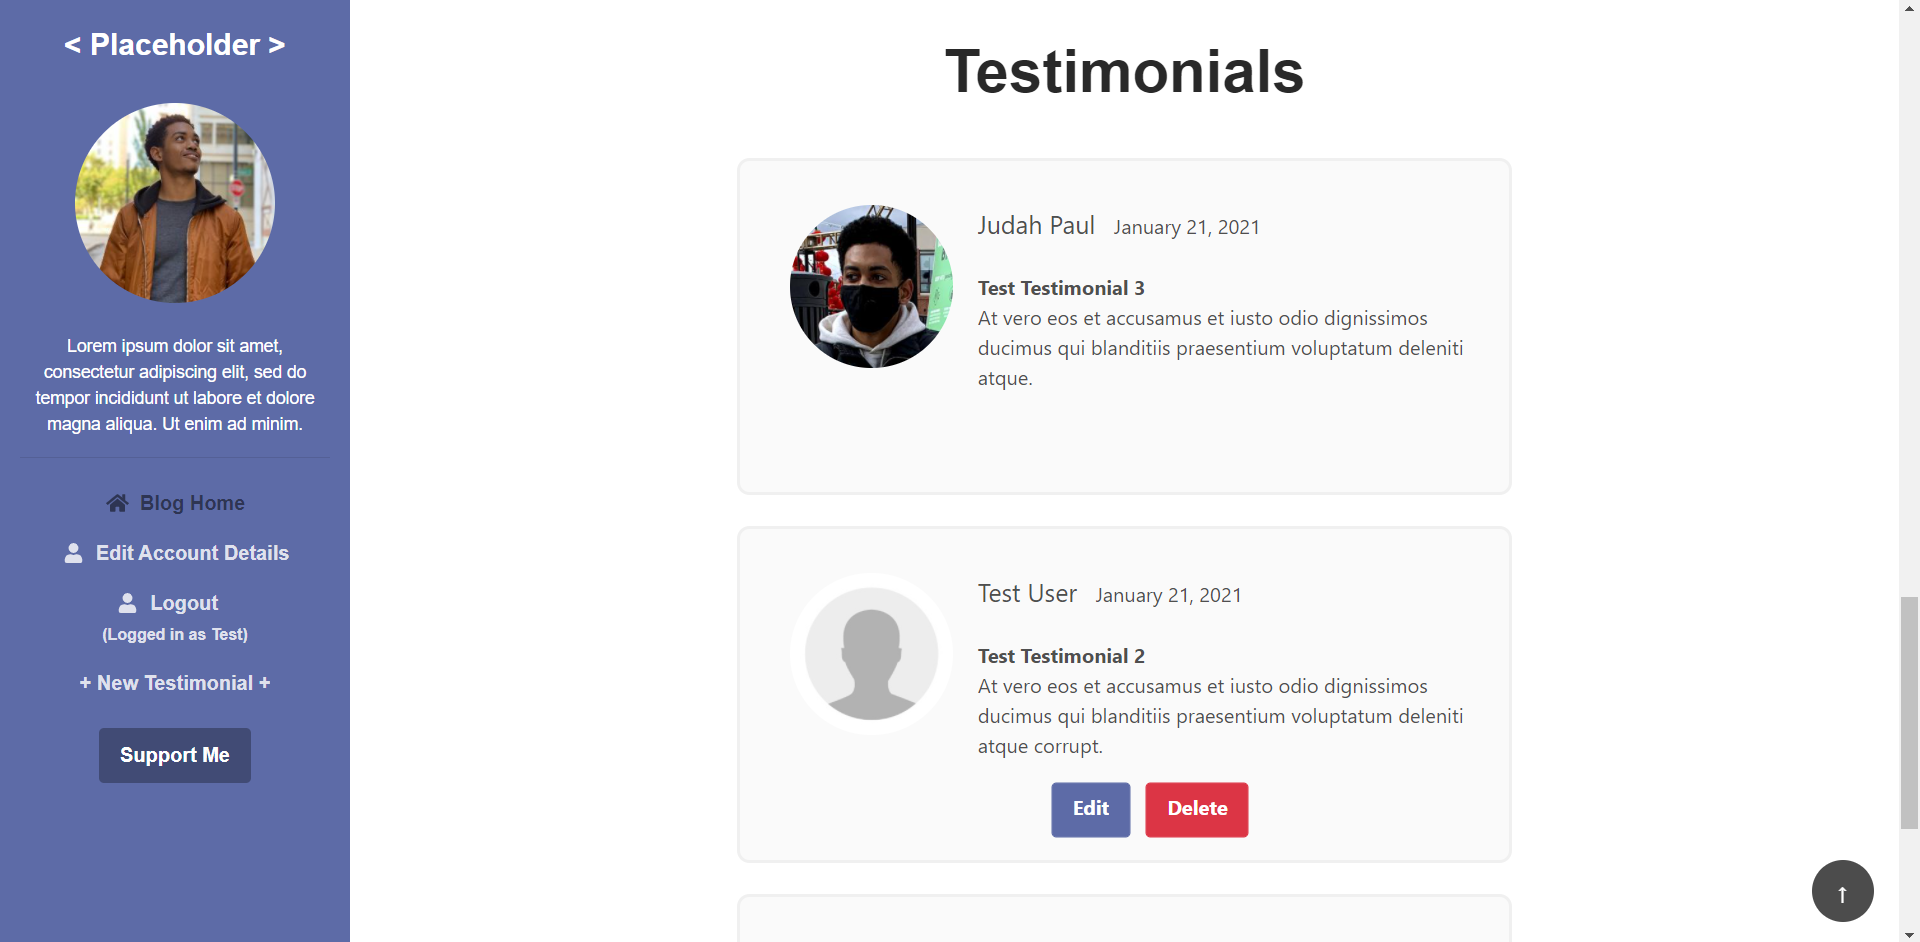 < Placeholder >
Lorem ipsum dolor sit amet,
consectetur adipiscing elit, sed do
tempor incididunt ut labore et dolore
magna aliqua. Ut enim ad minim.
Blog Home
Edit Account Details
Logout
(Logged in as Test)
+ New Testimonial +
Support Me
Testimonials
Judah Paul January 21, 2021
Test Testimonial 3
At vero eos et accusamus et iusto odio dignissimos
ducimus qui blanditiis praesentium voluptatum deleniti
atque.
Test User January 21, 2021
Test Testimonial 2
At vero eos et accusamus et iusto odio dignissimos
ducimus qui blanditiis praesentium voluptatum deleniti
atque corrupt.
Edit Delete
↑